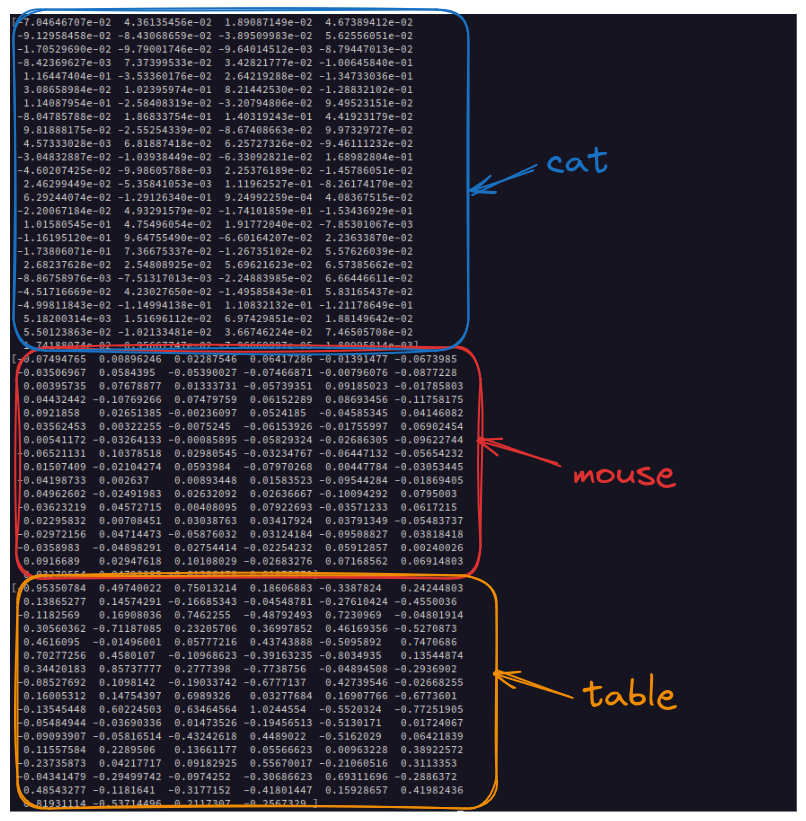 [-7.04646707e-02 4.36135456e-02 1.89087149e-02 4.67389412e-02
-9.12958458e-02 -8.43068659e-02 -3.89509983e-02 5.62556051e-02
-1.70529690e-02 -9.79001746e-02 -9.64014512e-03 -8.79447013e-02
-8.42369627e-03 7.37399533e-02 3.42821777e-02 -1.00645840e-01
1.16447404e-01 -3.53360176e-02 2.64219288e-02 -1.34733036e-01
3.08658984e-02 1.02395974e-01 8.21442530e-02 -1.28832102e-01
1.14087954e-01 -2.58408319e-02 -3.20794806e-02 9.49523151e-02
-8.04785788e-02 1.86833754e-01 1.40319243e-01 4.41923179e-02
9.81888175e-02 -2.55254339e-02 -8.67408663e-02 9.97329727e-02
4.57333028e-03 6.81887418e-02 6.25727326e-02 -9.46111232e-02
-3.04832887e-02 -1.03938449e-02 -6.33092821e-02 1.68982804e-01
-4.60207425e-02 -9.98605788e-03 2.25376189e-02 -1.45786051e-02
2.46299449e-02 -5.35841053e-03 1.11962527e-01 -8.26174170e-02
6.29244074e-02 -1.29126340e-01 9.24992259e-04 4.08367515e-02
-2.20067184e-02 4.93291579e-02 -1.74101859e-01 -1.53436929e-01
1.01580545e-01 4.75496054e-02 1.91772040e-02 -7.85301067e-03
-1.16195120e-01 9.64755490e-02 -6.60164207e-02 2.23633870e-02
-1.73806071e-01 7.36675337e-02 -1.26735102e-02 5.57626039e-02
2.68237628e-02 2.54808925e-02 5.69621623e-02 6.57385662e-02
-8.86758976e-03 -7.51317013e-03 -2.24883985e-02 6.66446611e-02
-4.51716669e-02 4.23027650e-02 -1.49585843e-01 5.83165437e-02
-4.99811843e-02 -1.14994138e-01 1.10832132e-01 -1.21178649e-01
5.18200314e-03 1.51696112e-02 6.97429851e-02 1.88149642e-02
5.50123863e-02 -1.02133481e-02 3.66746224e-02 7.46505708e-02
cat
[-0.07494765 0.00896246 0.02287546 0.06417285 -0.01391477 -0.0673985
-0.03506967 0.0584395 -0.05390027 -0.07466871 -0.00796076 -0.0877228
0.00395735 0.07678877 0.01333731 -0.05739351 0.09185023 -0.01785803
0.04432442 -0.10769266 0.07479759 0.06152289 0.08693456 -0.11758175
0.0921858 0.02651385 -0.00236097 0.0524185 -0.04585345 0.04146082
0.03562453 0.00322255 -0.0075245 -0.06153926 -0.01755997 0.06902454
0.00541172 -0.03264133 -0.00085895 -0.05829324 -0.02686305 -0.09622744
-0.06521131 0.10378518 0.02980545 -0.03234767 -0.06447132 -0.05654232
0.01507409 -0.02104274 0.0593984 -0.07970268 0.00447784 -0.03053445
-0.04198733 0.002637 0.00893448 0.01583523 -0.09544284 -0.01869405
0.04962602 -0.02491983 0.02632092 0.02636667 -0.10094292 0.0795003
-0.03623219 0.04572715 0.00408095 0.07922693 -0.03571233 0.0617215
0.02295832 0.00708451 0.03038763 0.03417924 0.03791349 -0.05483737
-0.02972156 0.04714473 -0.05876032 0.03124184 -0.09508827 0.03818418
-0.0358983 -0.04898291 0.02754414 -0.02254232 0.05912857 0.00240026
0.0916689 0.02947618 0.10108029 -0.02683276 0.07168562 0.06914803
mouse
[-0.95350784 0.49740022 0.75013214 0.18606883 -0.3387824 0.24244803
0.13865277 0.14574291 -0.16685343 -0.04548781 -0.27610424 -0.4550036
-0.1182569 0.16908036 0.7462255 -0.48792493 0.7230969 -0.04801914
0.30560362 -0.71187085 0.23205706 0.36997852 0.46169356 -0.5270873
0.4616095 -0.01496001 0.05777216 0.43743888 -0.5095892 0.7470686
0.70277256 0.4580107 -0.10968623 -0.39163235 -0.8034935 0.13544874
0.34420183 0.85737777 0.2777398 -0.7738756 -0.04894508 -0.2936902
-0.08527692 0.1098142 -0.19033742 -0.6777137 0.42739546 -0.02668255
0.16005312 0.14754397 0.6989326 0.03277684 0.16907766 -0.6773601
-0.13545448 0.60224503 0.63464564 1.0244554 -0.5520324 -0.77251905
-0.05484944 -0.03690336 0.01473526 -0.19456513 -0.5130171 0.01724067
-0.09093907 -0.05816514 -0.43242618 0.4489022 -0.5162029 0.06421839
0.11557584 0.2289506 0.13661177 0.05566623 0.00963228 0.38922572
-0.23735873 0.04217717 0.09182925 0.55670017 -0.21060516 0.3113353
-0.04341479 -0.29499742 -0.0974252 -0.30686623 0.69311696 -0.2886372
0.48543277 -0.1181641 -0.3177152 -0.41801447 0.15928657 0.41982436
0.81931114 -0.53714496 0.2117307 -0.2567329 ]
table